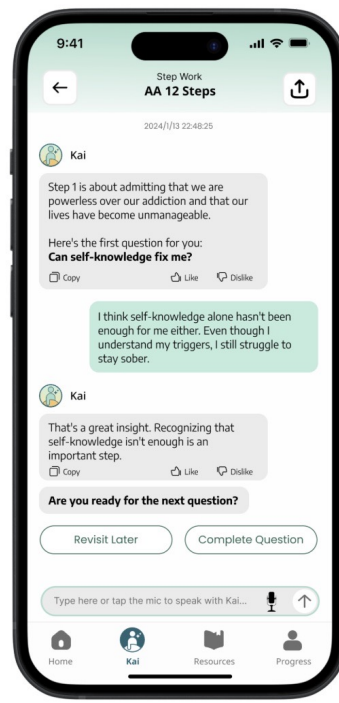 9:41
Step Work
AA 12 Steps
2024/1/13 22:48:25
Kai
Step 1 is about admitting that we are
powerless over our addiction and that our
lives have become unmanageable.
Here's the first question for you:
Can self-knowledge fix me?
Copy Like Dislike
I think self-knowledge alone hasn't been
enough for me either. Even though I
understand my triggers, I still struggle to
stay sober.
Kai
That's a great insight. Recognizing that
self-knowledge isn't enough is an
important step.
Copy Like Dislike
Are you ready for the next question?
Revisit Later Complete Question
Type here or tap the mic to speak with Kai...
Home Kai Resources Progress